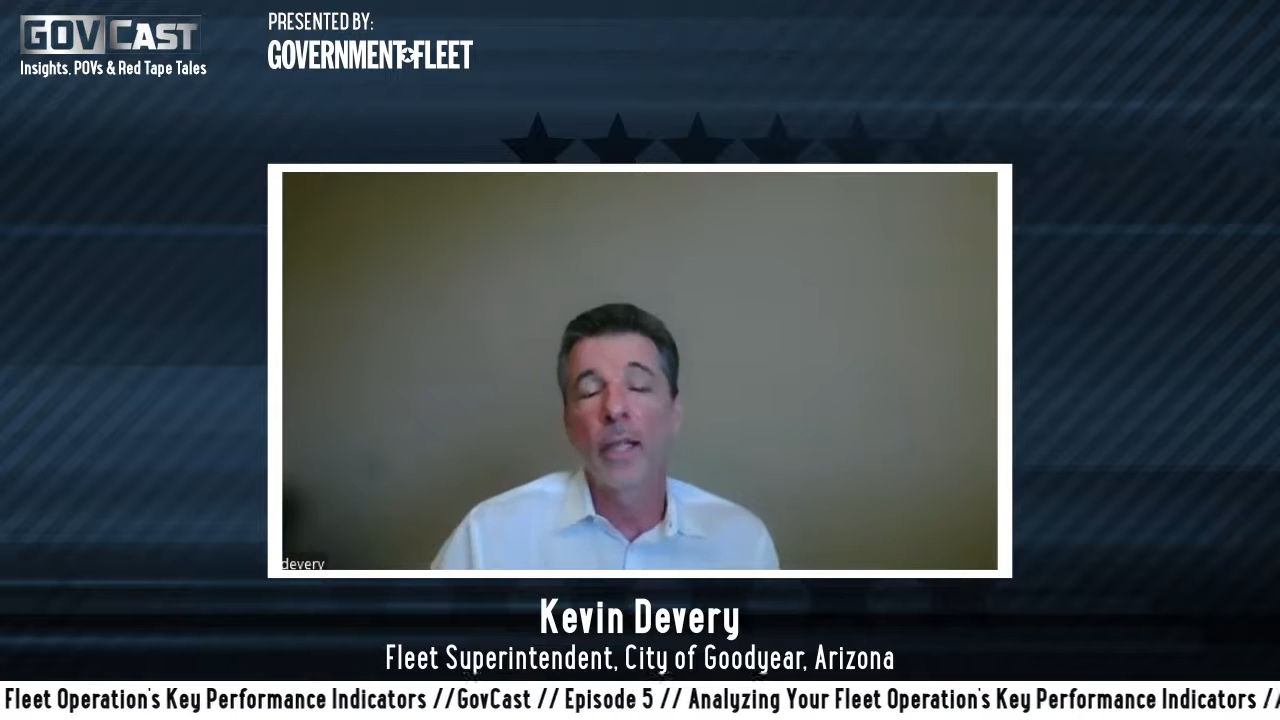 GOVCAST
Insights, POVs & Red Tape Tales
PRESENTED BY:
GOVERNMENT FLEET
devery
Kevin Devery
Fleet Superintendent, City of Goodyear, Arizona
Fleet Operation's Key Performance Indicators //GovCast // Episode 5 // Analyzing Your Fleet Operation's Key Performance Indicators //